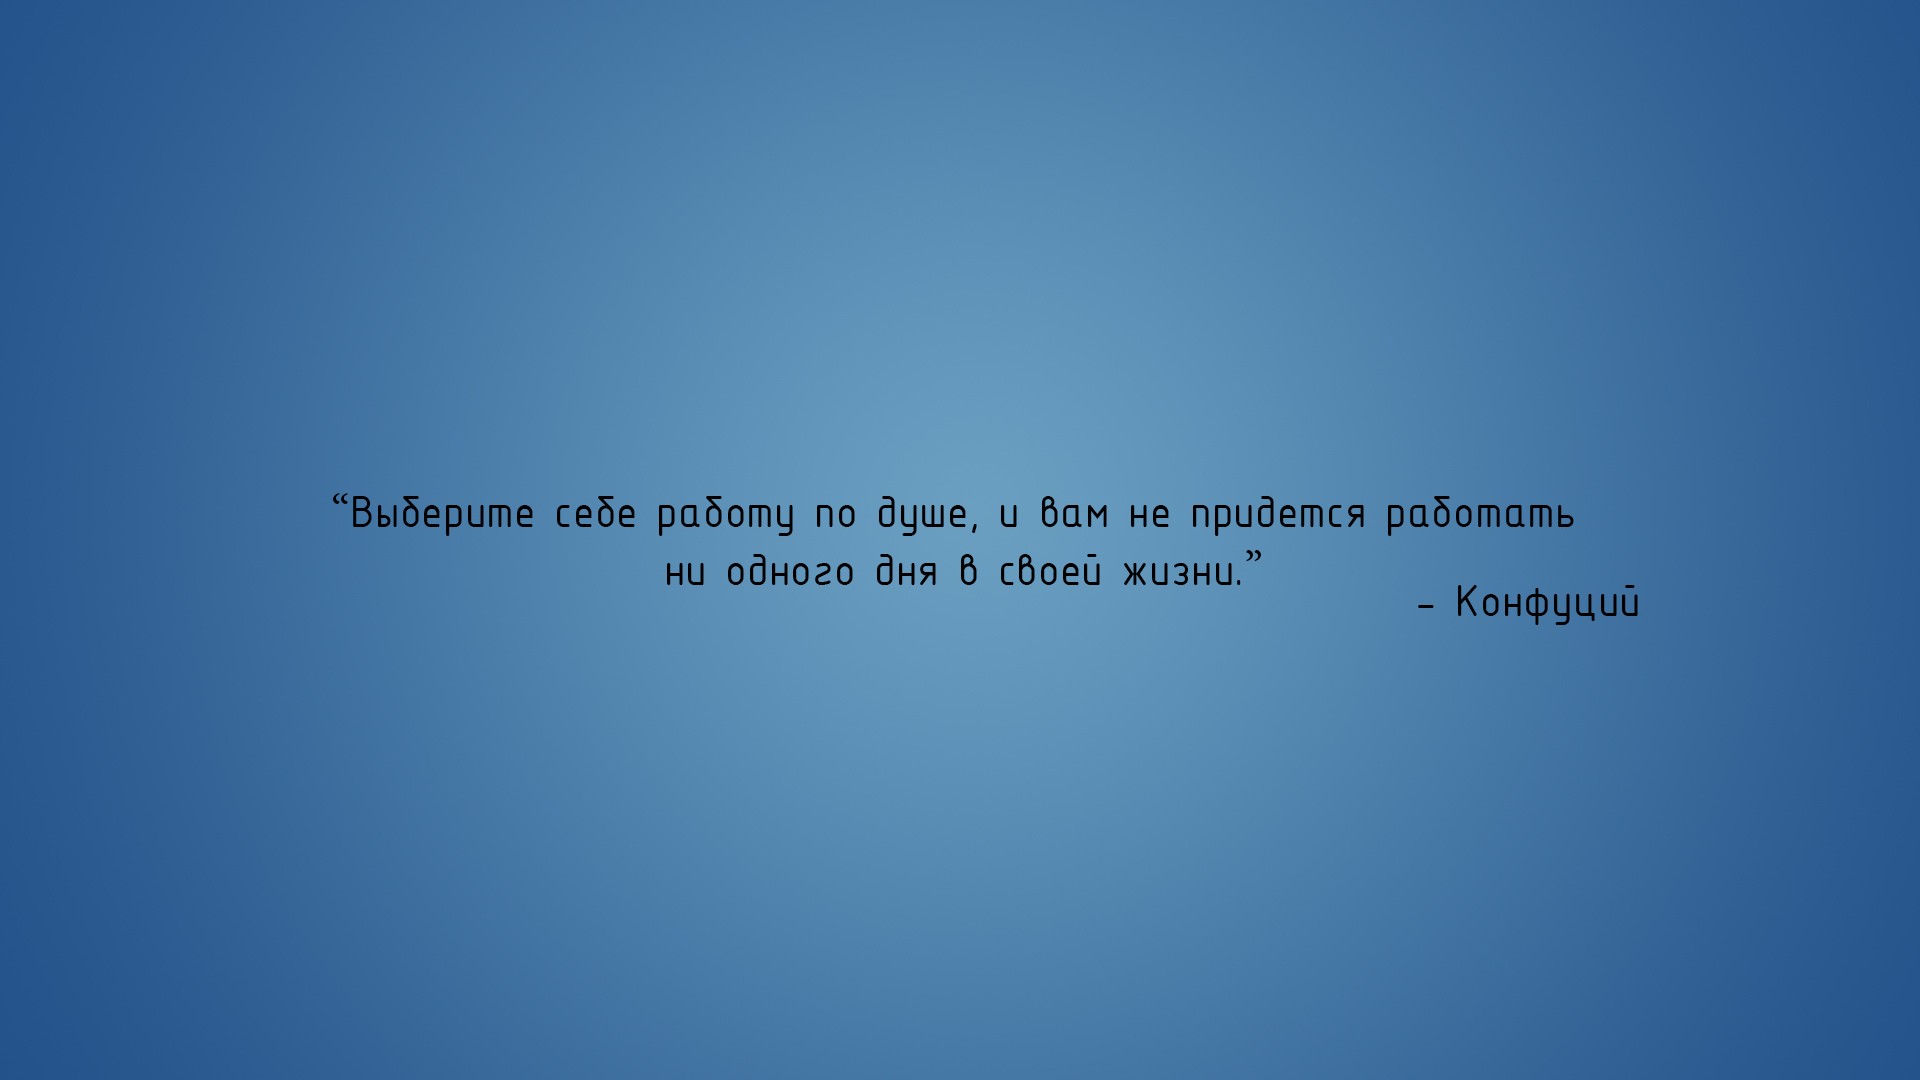 “Выберите себе работу по душе, и вам не придется работать
ни одного дня в своей жизни.”
- Конфуций